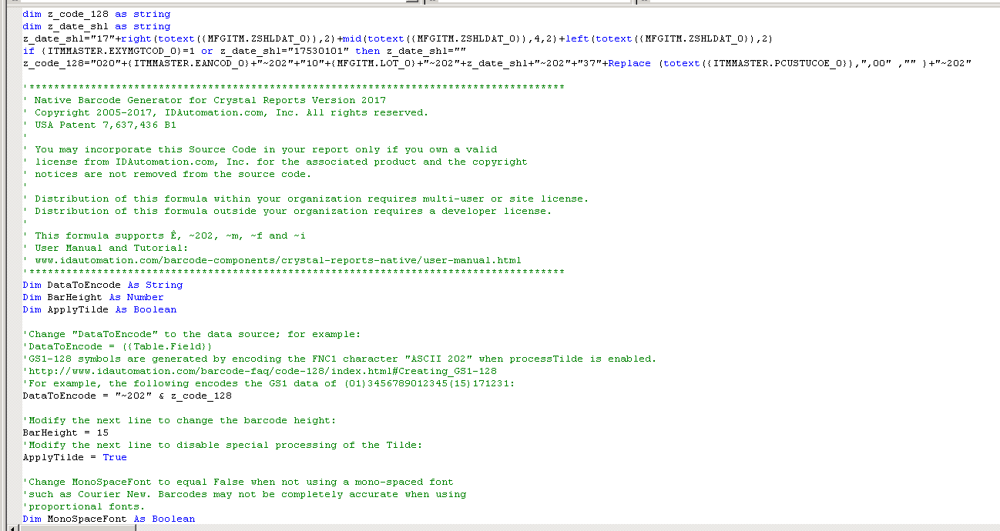 dim z_code_128 as string
dim z_date_shl as string
z_date_shl="17"+right(totext({MFGITM.ZSHLDAT_0}),2)+mid(totext({MFGITM.ZSHLDAT_0}),4,2)+left(totext({MFGITM.ZSHLDAT_0}),2)
if {ITMMASTER.EXYMGTCOD_0}=1 or z_date_shl="17530101" then z_date_shl=""
z_code_128="020"+{ITMMASTER.EANCOD_0}+"~202"+"10"+{MFGITM.LOT_0}+"~202"+z_date_shl+"~202"+"37"+Replace (totext({ITMMASTER.PCUSTUCOE_0}),",00" ,"" )+"~202"
'**************************************************************************************
' Native Barcode Generator for Crystal Reports Version 2017
' Copyright 2005-2017, IDAutomation.com, Inc. All rights reserved.
' USA Patent 7,637,436 B1
'
' You may incorporate this Source Code in your report only if you own a valid
' license from IDAutomation.com, Inc. for the associated product and the copyright
' notices are not removed from the source code.
'
' Distribution of this formula within your organization requires multi-user or site license.
' Distribution of this formula outside your organization requires a developer license.
'
' This formula supports Ê, ~202, ~m, ~f and ~i
' User Manual and Tutorial:
' www.idautomation.com/barcode-components/crystal-reports-native/user-manual.html
'**************************************************************************************
Dim DataToEncode As String
Dim BarHeight As Number
Dim ApplyTilde As Boolean
'Change "DataToEncode" to the data source; for example:
'DataToEncode = ({Table.Field})
'GS1-128 symbols are generated by encoding the FNC1 character "ASCII 202" when processTilde is enabled.
'http://www.idautomation.com/barcode-faq/code-128/index.html#Creating_GS1-128
'For example, the following encodes the GS1 data of (01)3456789012345(15)171231:
DataToEncode = "~202" & z_code_128
'Modify the next line to change the barcode height:
BarHeight = 15
'Modify the next line to disable special processing of the Tilde:
ApplyTilde = True
'Change MonoSpaceFont to equal False when not using a mono-spaced font
'such as Courier New. Barcodes may not be completely accurate when using
'proportional fonts.
Dim MonoSpaceFont As Boolean